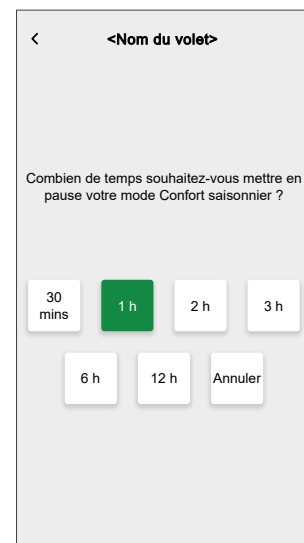 <Nom du volet>
Combien de temps souhaitez-vous mettre en
pause votre mode Confort saisonnier ?
30
mins
1 h
2 h
3 h
6 h
12 h
Annuler